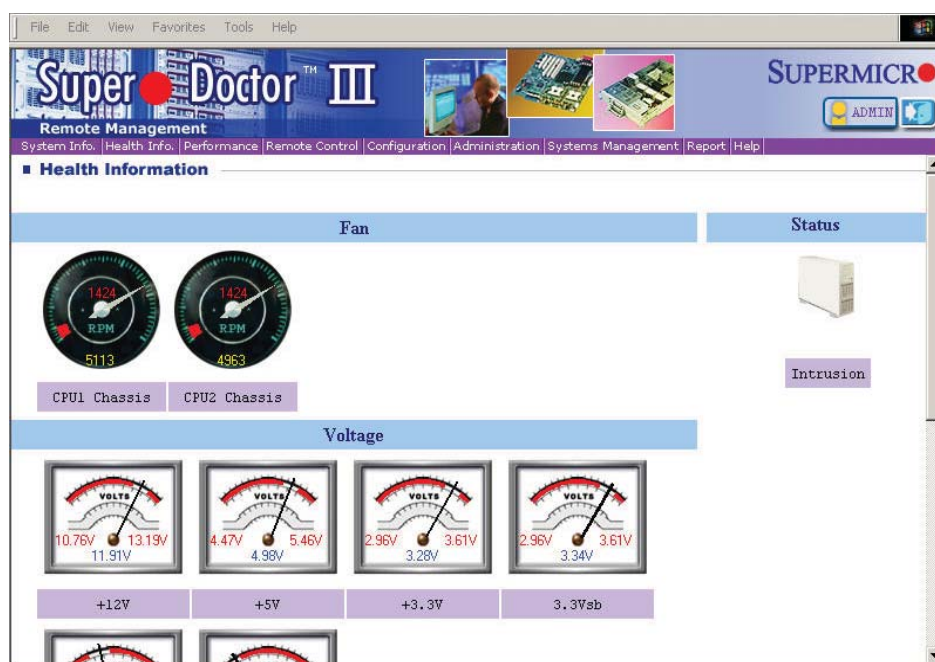 File Edit View Favorites Tools Help
Super Doctor™ III
Remote Management
SUPERMICR
ADMIN
System Info. Health Info. Performance Remote Control Configuration Administration Systems Management Report Help
Health Information
Fan
Status
1424
RPM
5113
1424
RPM
4963
CPU1 Chassis CPU2 Chassis
Intrusion
Voltage
VOLTS
10.76V 13.19V
11.91V
VOLTS
4.47V 5.46V
4.98V
VOLTS
2.96V 3.61V
3.28V
VOLTS
2.96V 3.61V
3.34V
+12V +5V +3.3V 3.3Vsb